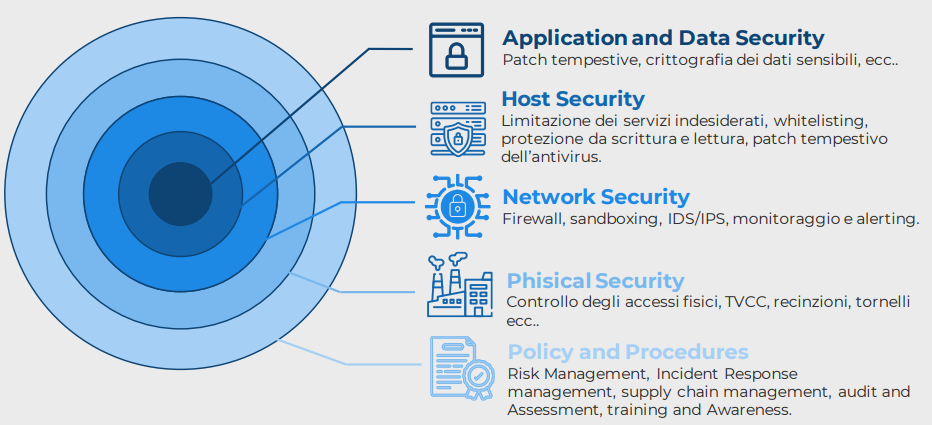 Application and Data Security
Patch tempestive, crittografia dei dati sensibili, ecc..
Host Security
Limitazione dei servizi indesiderati, whitelisting,
protezione da scrittura e lettura, patch tempestivo
dell'antivirus.
Network Security
Firewall, sandboxing, IDS/IPS, monitoraggio e alerting.
Phisical Security
Controllo degli accessi fisici, TVCC, recinzioni, tornelli
ecc..
Policy and Procedures
Risk Management, Incident Response
management, supply chain management, audit and
Assessment, training and Awareness.